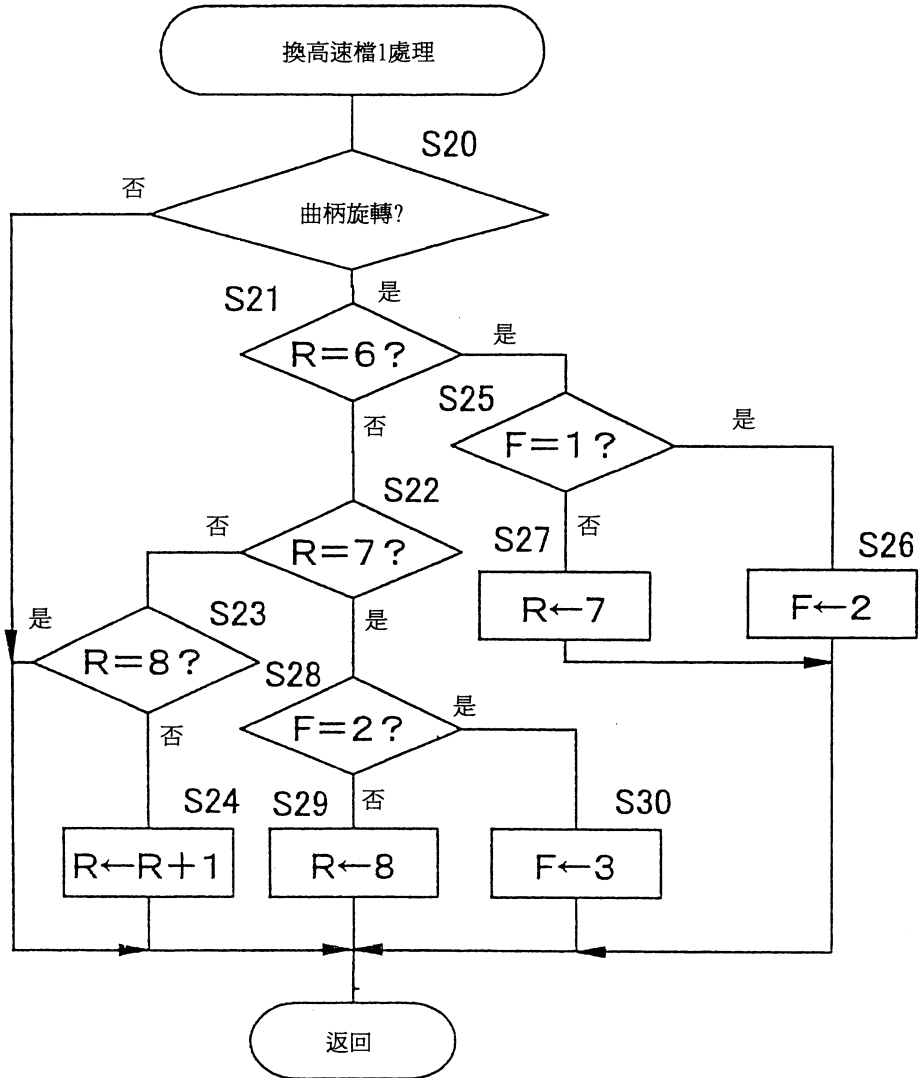 換高速檔1處理
S20
否
曲柄旋轉?
是
S21
R=6?
是
S25
否
F=1?
是
S22
否
R=7?
S27
否
S26
R←7
F←2
S23
是
是
R=8?
S28
否
F=2?
是
S24
S29
否
S30
R←R+1
R←8
F←3
返回